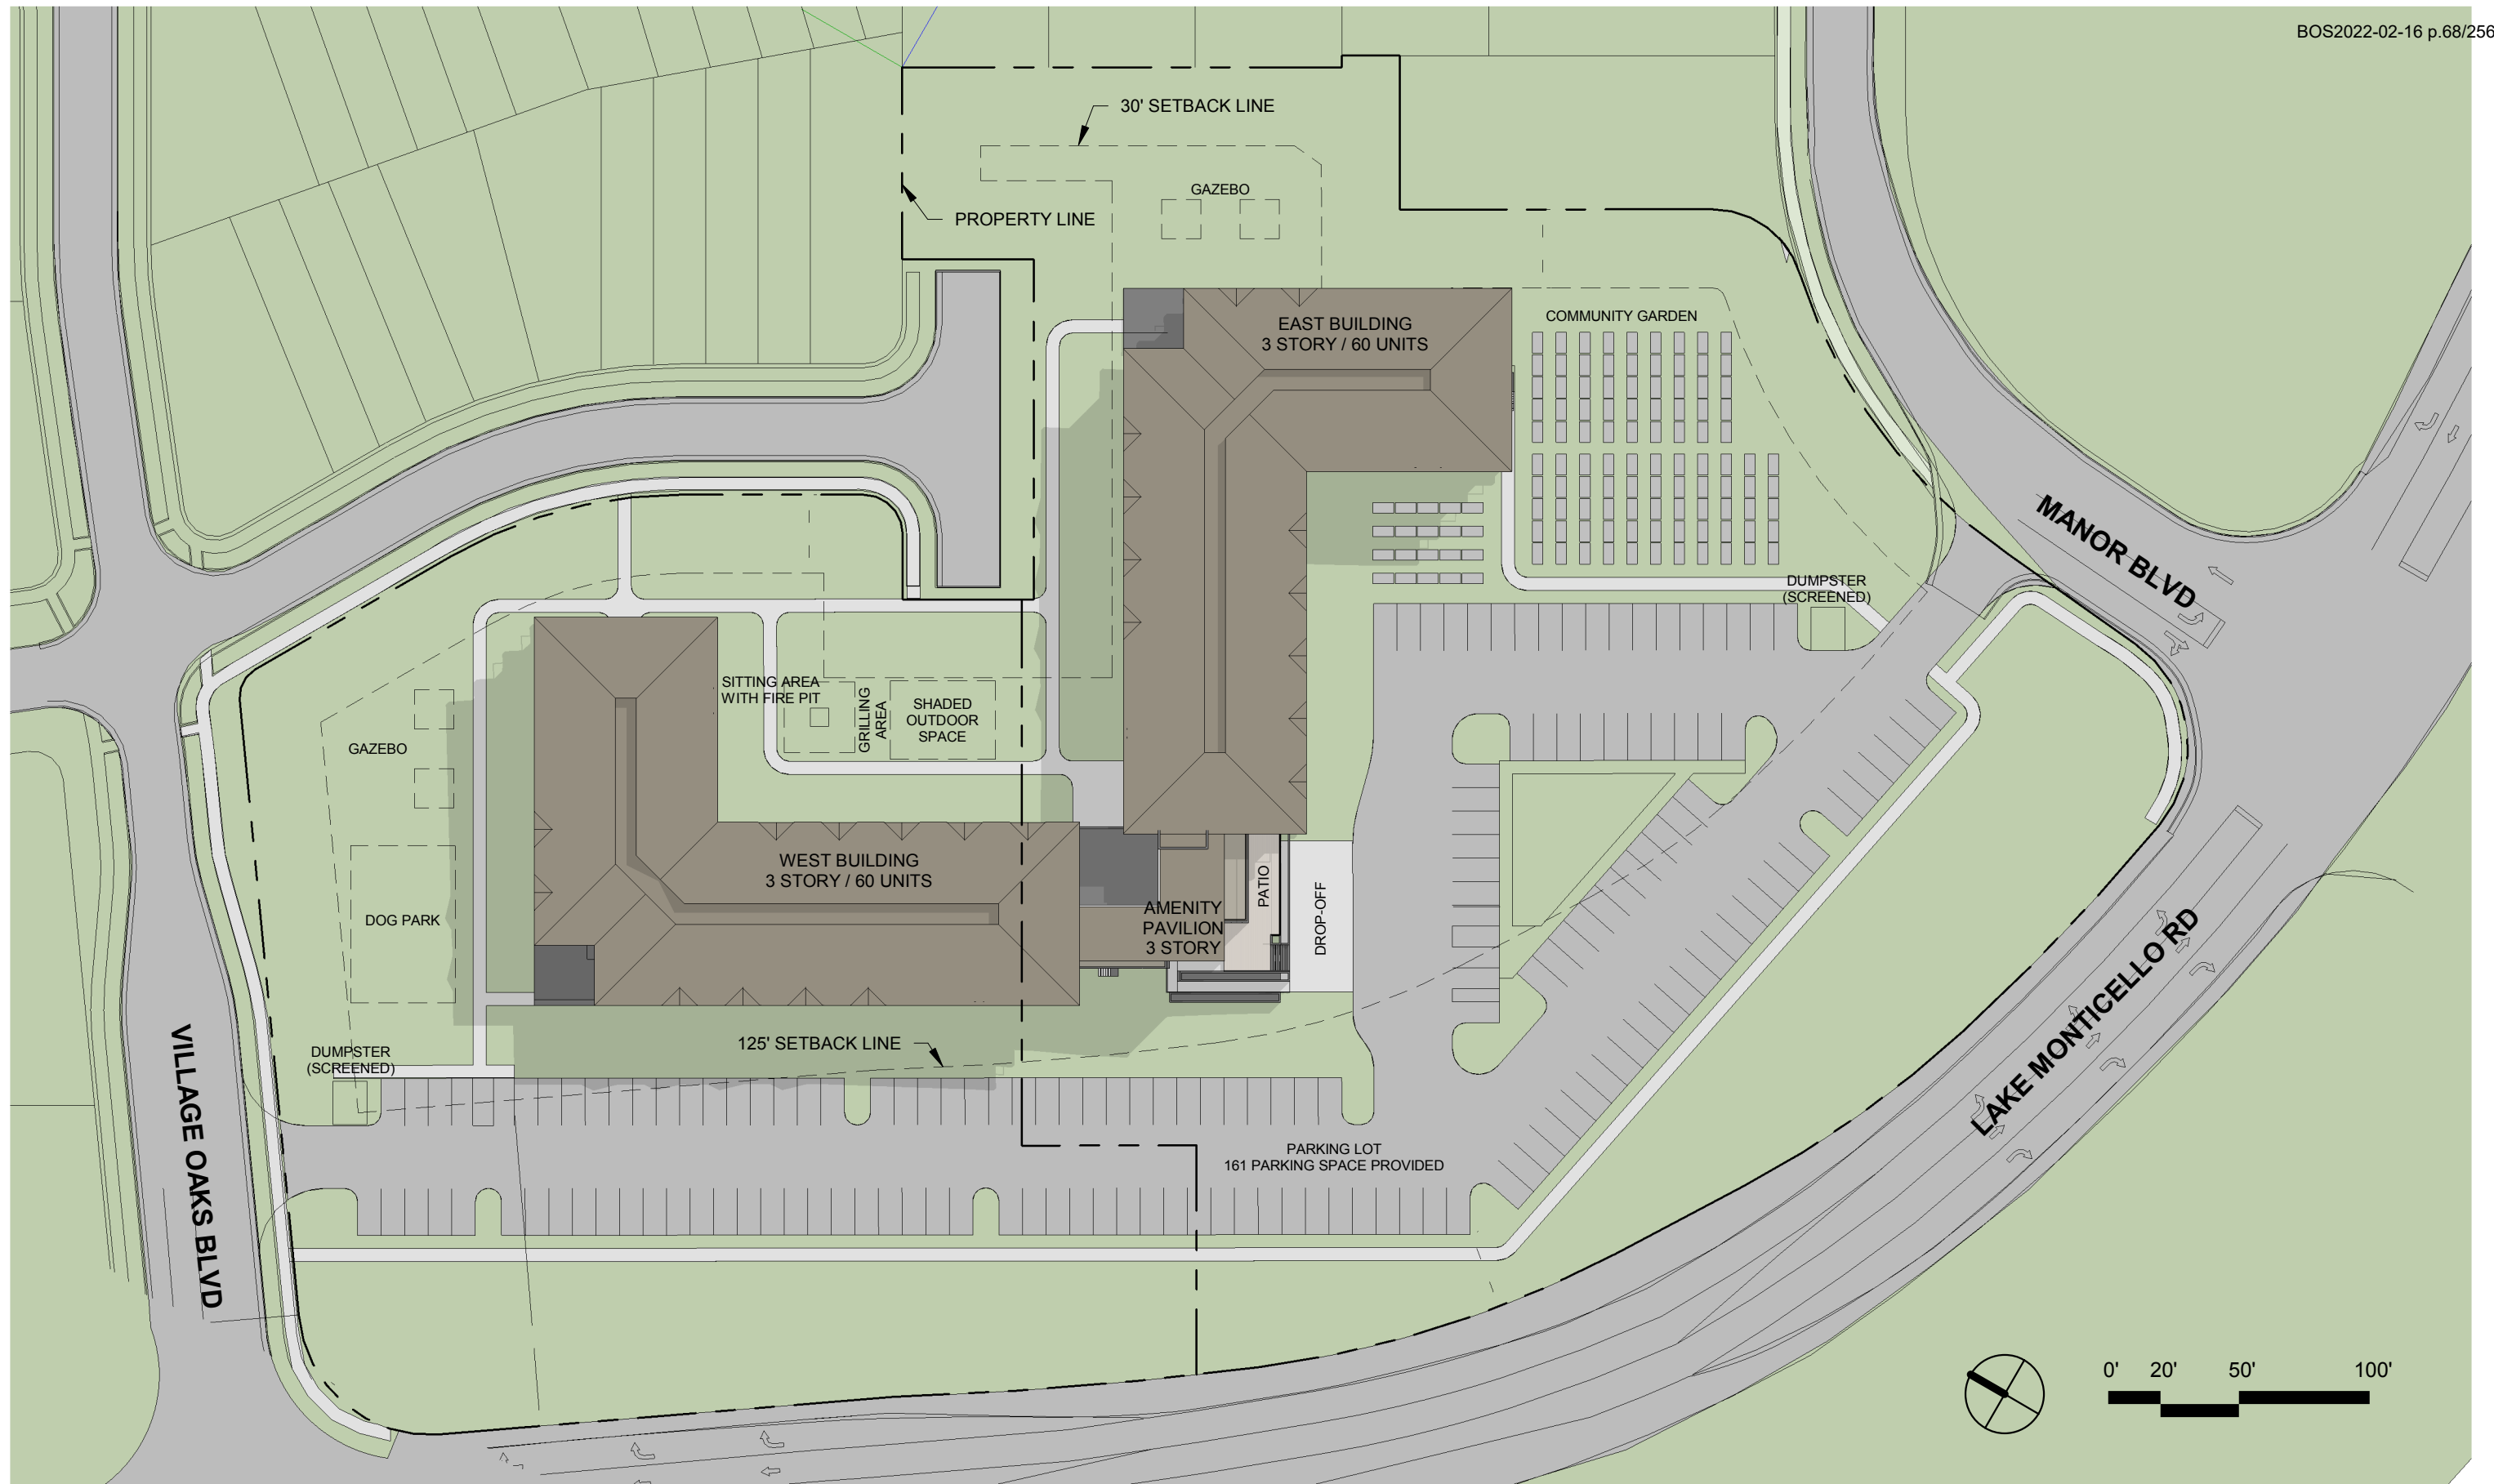 BOS2022-02-16 p.68/256
30' SETBACK LINE
GAZEBO
PROPERTY LINE
EAST BUILDING
3 STORY / 60 UNITS
COMMUNITY GARDEN
MANOR BLVD
DUMPSTER
(SCREENED)
SITTING AREA
WITH FIRE PIT
GRILLING
AREA
SHADED
OUTDOOR
SPACE
GAZEBO
WEST BUILDING
3 STORY / 60 UNITS
DOG PARK
AMENITY
PAVILION
3 STORY
PATIO
DROP-OFF
LAKE MONTICELLO RD
125' SETBACK LINE
DUMPSTER
(SCREENED)
VILLAGE OAKS BLVD
PARKING LOT
161 PARKING SPACE PROVIDED
0' 20' 50' 100'